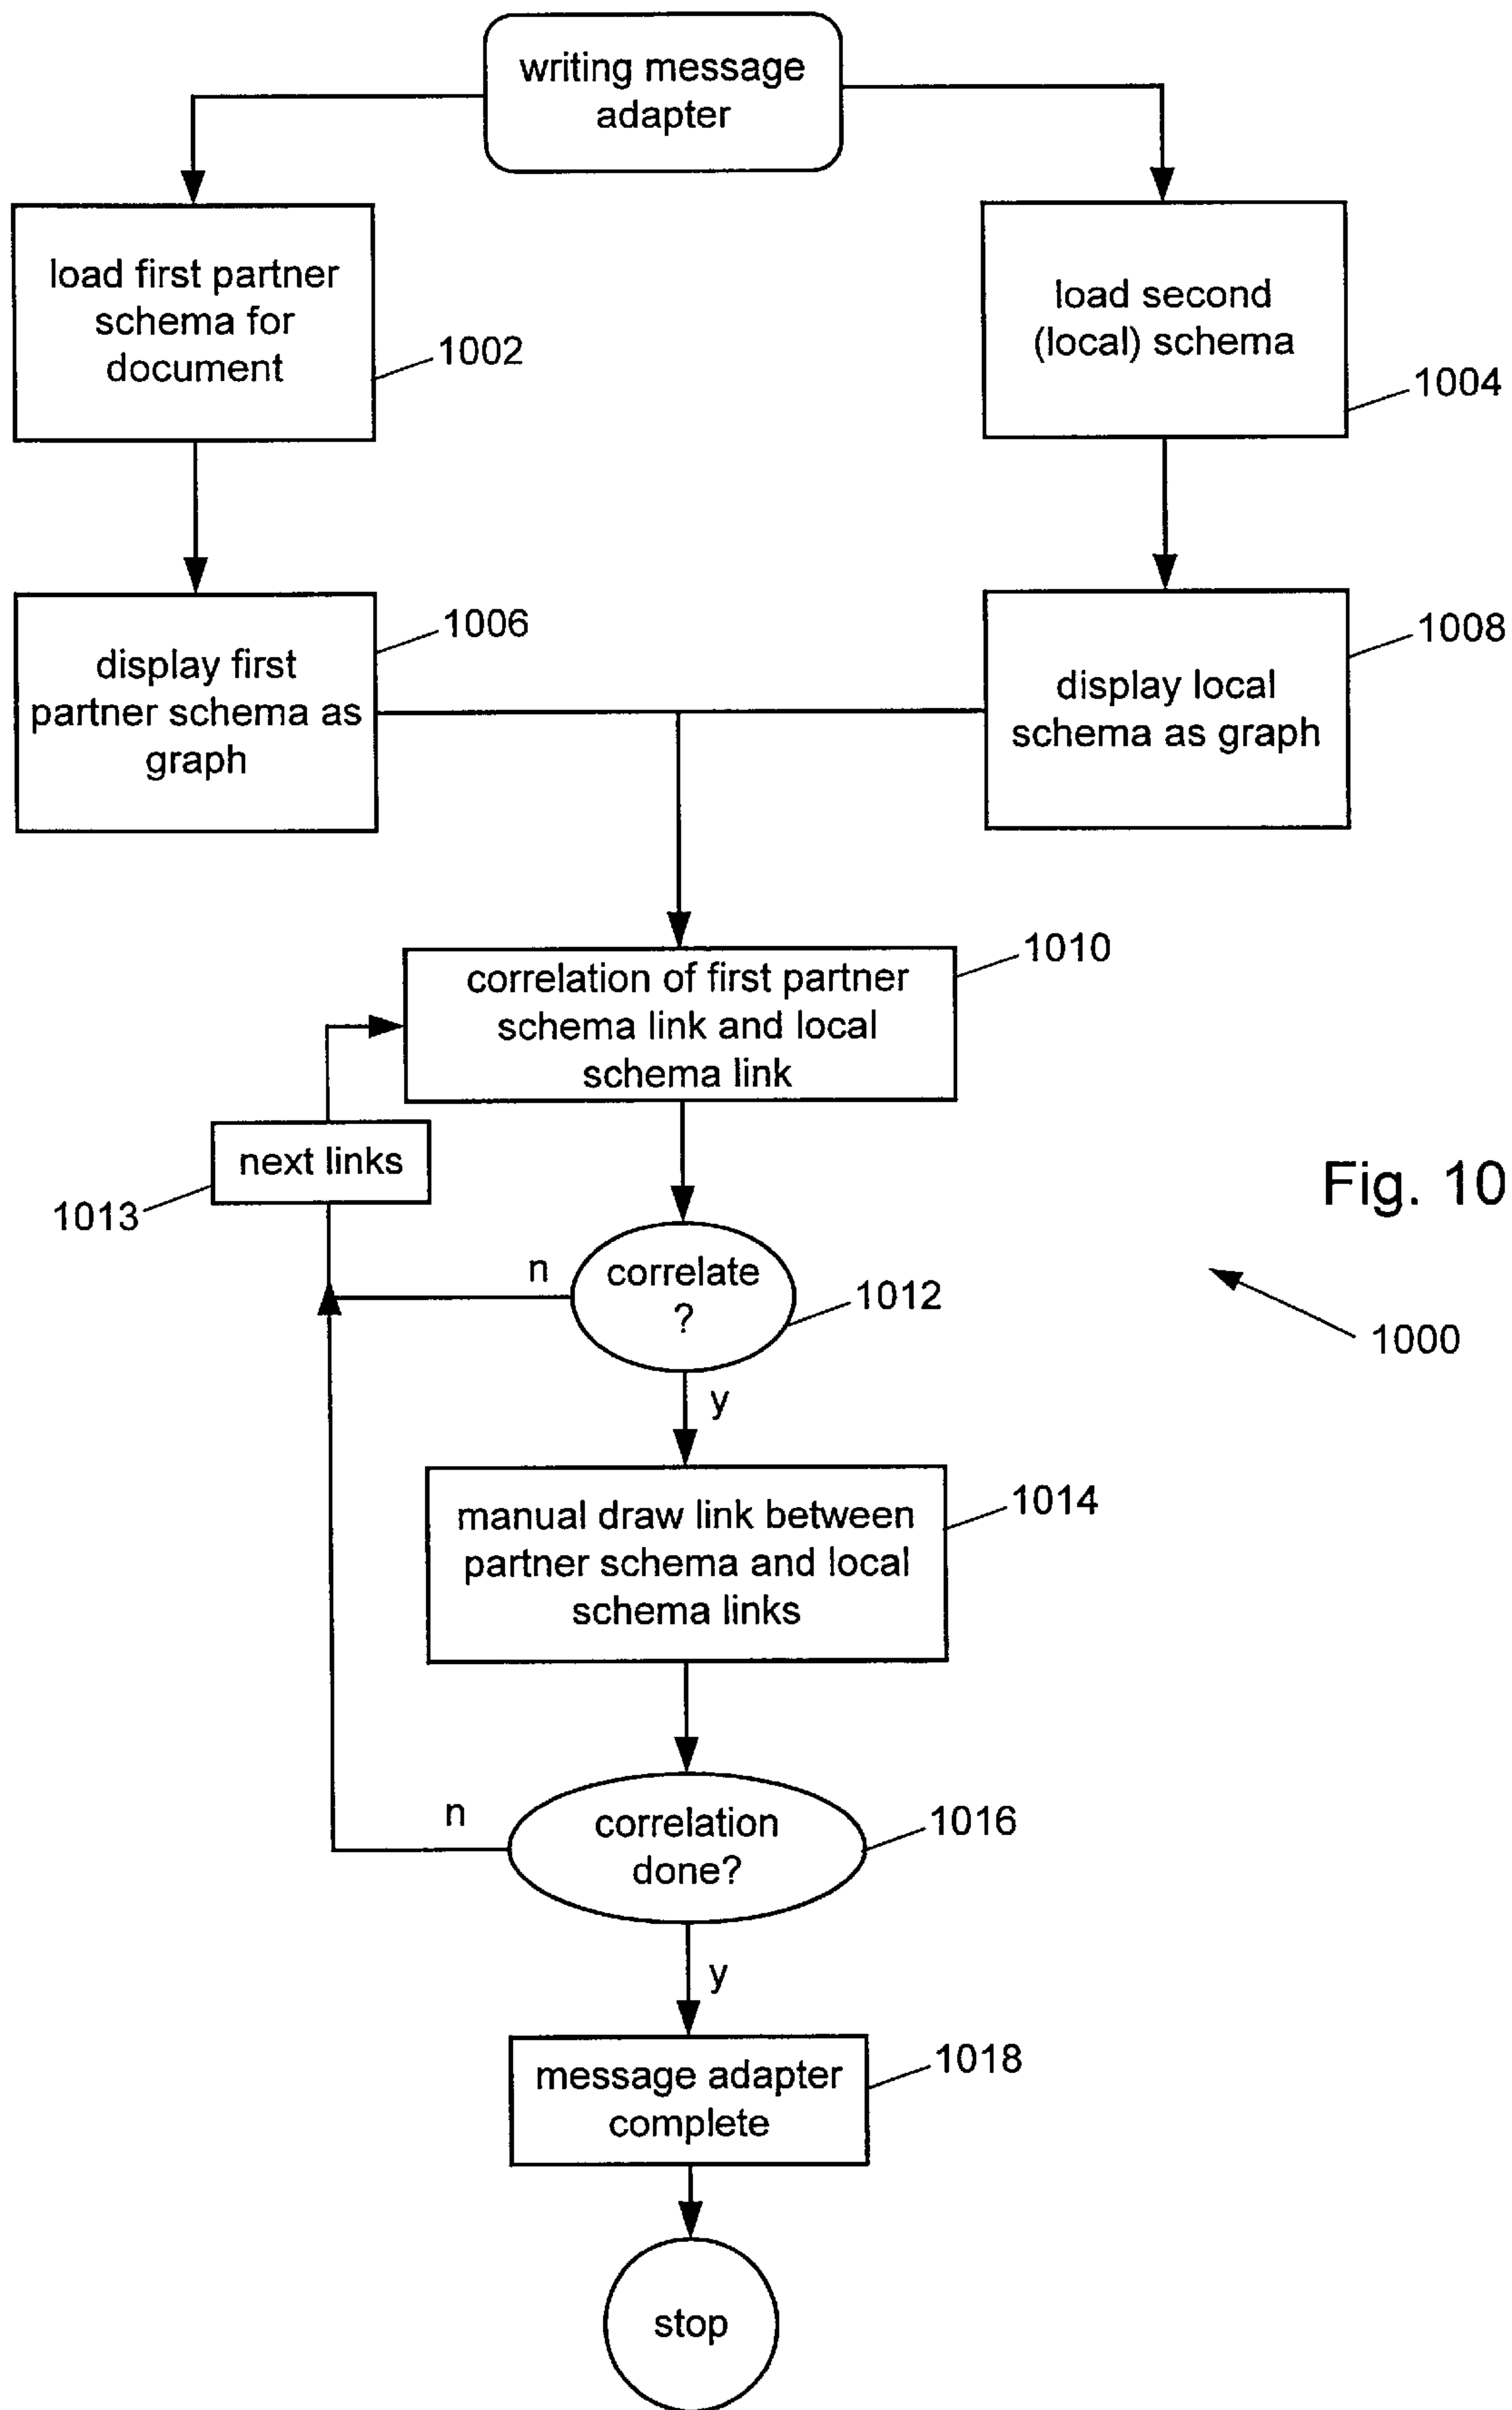 writing message
adapter
load first partner
schema for
document
1002
load second
(local) schema
1004
display first
partner schema as
graph
1006
display local
schema as graph
1008
correlation of first partner
schema link and local
schema link
1010
next links
1013
Fig. 10
correlate
?
n
1012
1000
y
manual draw link between
partner schema and local
schema links
1014
n
correlation
done?
1016
y
message adapter
complete
1018
stop